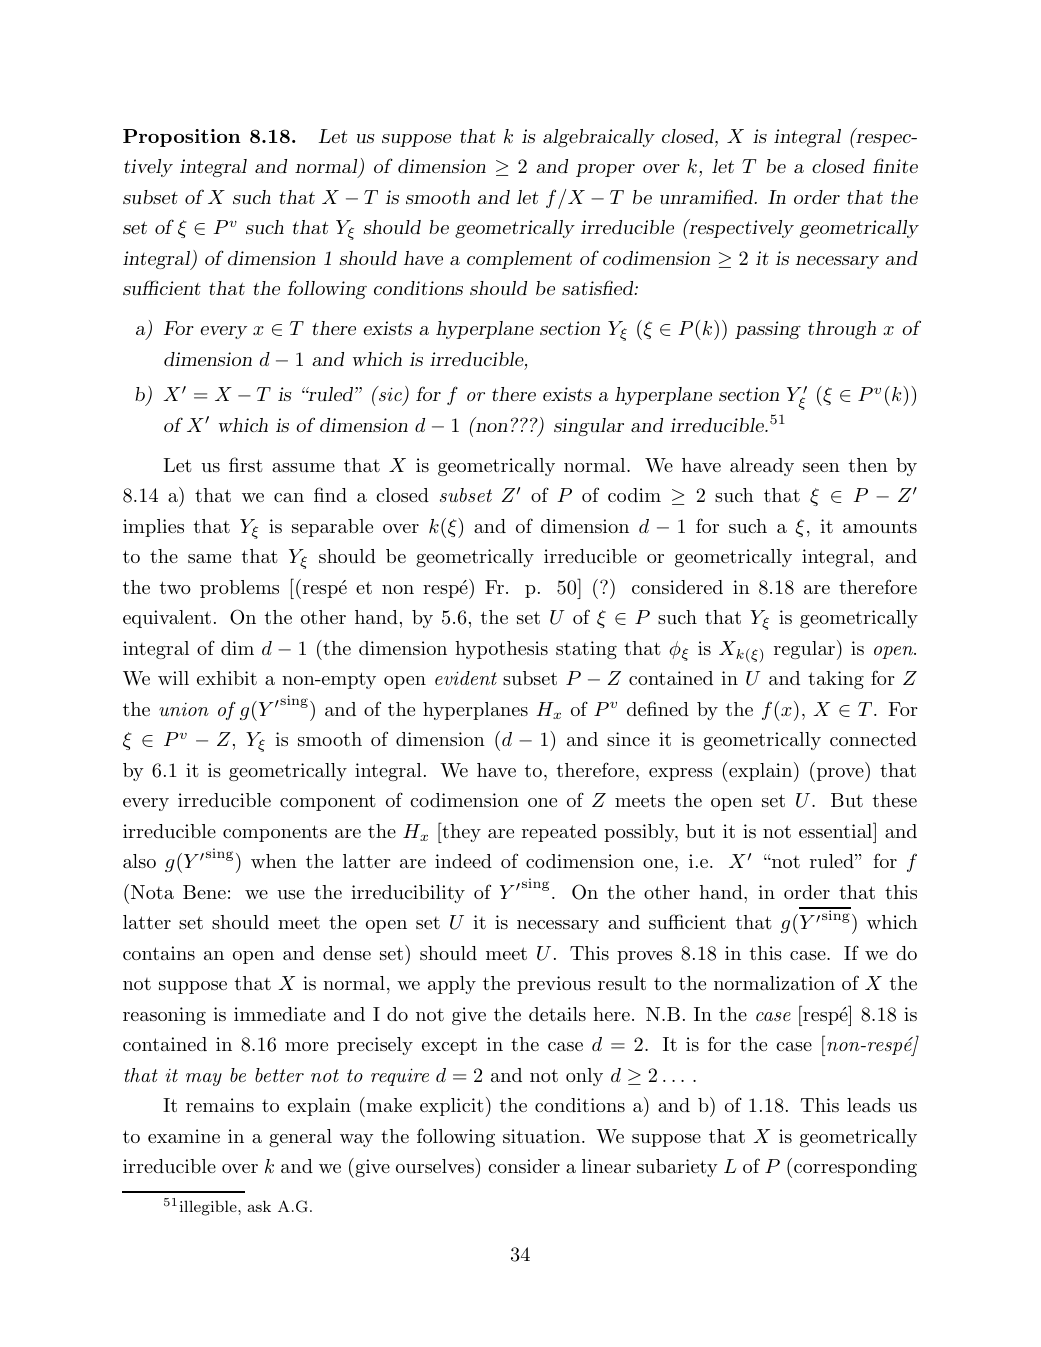 Proposition 8.18. Let us suppose that k is algebraically closed, X is integral (respec-
tively integral and normal) of dimension ≥ 2 and proper over k, let T be a closed finite
subset of X such that X − T is smooth and let f/X − T be unramified. In order that the
set of ξ ∈ Pᵛ such that Y_ξ should be geometrically irreducible (respectively geometrically
integral) of dimension 1 should have a complement of codimension ≥ 2 it is necessary and
sufficient that the following conditions should be satisfied:
a) For every x ∈ T there exists a hyperplane section Y_ξ (ξ ∈ P(k)) passing through x of
dimension d − 1 and which is irreducible,
b) X′ = X − T is “ruled” (sic) for f or there exists a hyperplane section Y′_ξ (ξ ∈ Pᵛ(k))
of X′ which is of dimension d − 1 (non???) singular and irreducible.⁵¹
Let us first assume that X is geometrically normal. We have already seen then by
8.14 a) that we can find a closed subset Z′ of P of codim ≥ 2 such that ξ ∈ P − Z′
implies that Y_ξ is separable over k(ξ) and of dimension d − 1 for such a ξ, it amounts
to the same that Y_ξ should be geometrically irreducible or geometrically integral, and
the two problems [(respé et non respé) Fr. p. 50] (?) considered in 8.18 are therefore
equivalent. On the other hand, by 5.6, the set U of ξ ∈ P such that Y_ξ is geometrically
integral of dim d − 1 (the dimension hypothesis stating that ϕ_ξ is X_{k(ξ)} regular) is open.
We will exhibit a non-empty open evident subset P − Z contained in U and taking for Z
the union of g(Y′^{sing}) and of the hyperplanes H_x of Pᵛ defined by the f(x), X ∈ T. For
ξ ∈ Pᵛ − Z, Y_ξ is smooth of dimension (d − 1) and since it is geometrically connected
by 6.1 it is geometrically integral. We have to, therefore, express (explain) (prove) that
every irreducible component of codimension one of Z meets the open set U. But these
irreducible components are the H_x [they are repeated possibly, but it is not essential] and
also g(Y′^{sing}) when the latter are indeed of codimension one, i.e. X′ “not ruled” for f
(Nota Bene: we use the irreducibility of Y′^{sing}. On the other hand, in order that this
latter set should meet the open set U it is necessary and sufficient that g(\overline{Y′^{sing}}) which
contains an open and dense set) should meet U. This proves 8.18 in this case. If we do
not suppose that X is normal, we apply the previous result to the normalization of X the
reasoning is immediate and I do not give the details here. N.B. In the case [respé] 8.18 is
contained in 8.16 more precisely except in the case d = 2. It is for the case [non-respé]
that it may be better not to require d = 2 and not only d ≥ 2 . . . .
It remains to explain (make explicit) the conditions a) and b) of 1.18. This leads us
to examine in a general way the following situation. We suppose that X is geometrically
irreducible over k and we (give ourselves) consider a linear subariety L of P (corresponding
⁵¹illegible, ask A.G.
34